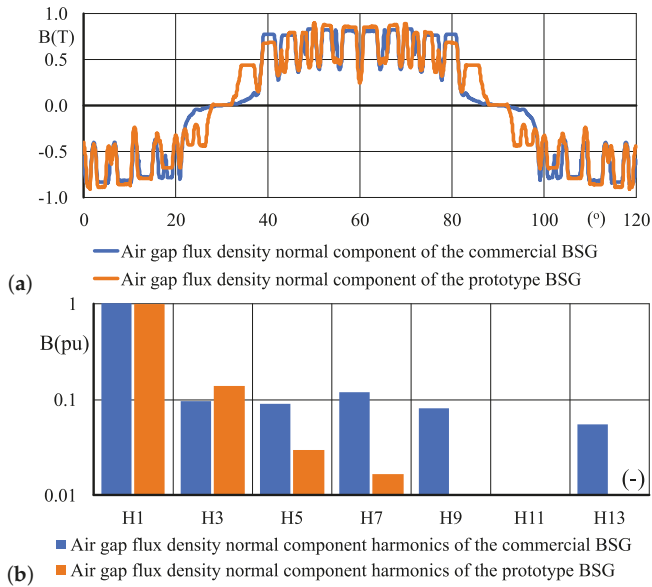 1.0
B(T)
0.5
0.0
-0.5
-1.0
0 20 40 60 80 100 (º) 120
Air gap flux density normal component of the commercial BSG
Air gap flux density normal component of the prototype BSG
(a)
1
B(pu)
0.1
0.01
(-)
H1 H3 H5 H7 H9 H11 H13
Air gap flux density normal component harmonics of the commercial BSG
Air gap flux density normal component harmonics of the prototype BSG
(b)